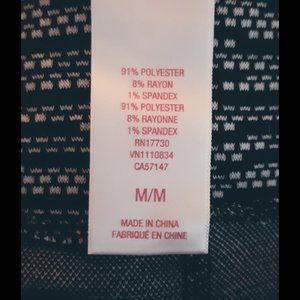 91% POLYESTER
8% RAYON
1% SPANDEX
91% POLYESTER
8% RAYONNE
1% SPANDEX
RN17730
VN1110834
CA57147
M/M
MADE IN CHINA
FABRIQUÉ EN CHINE